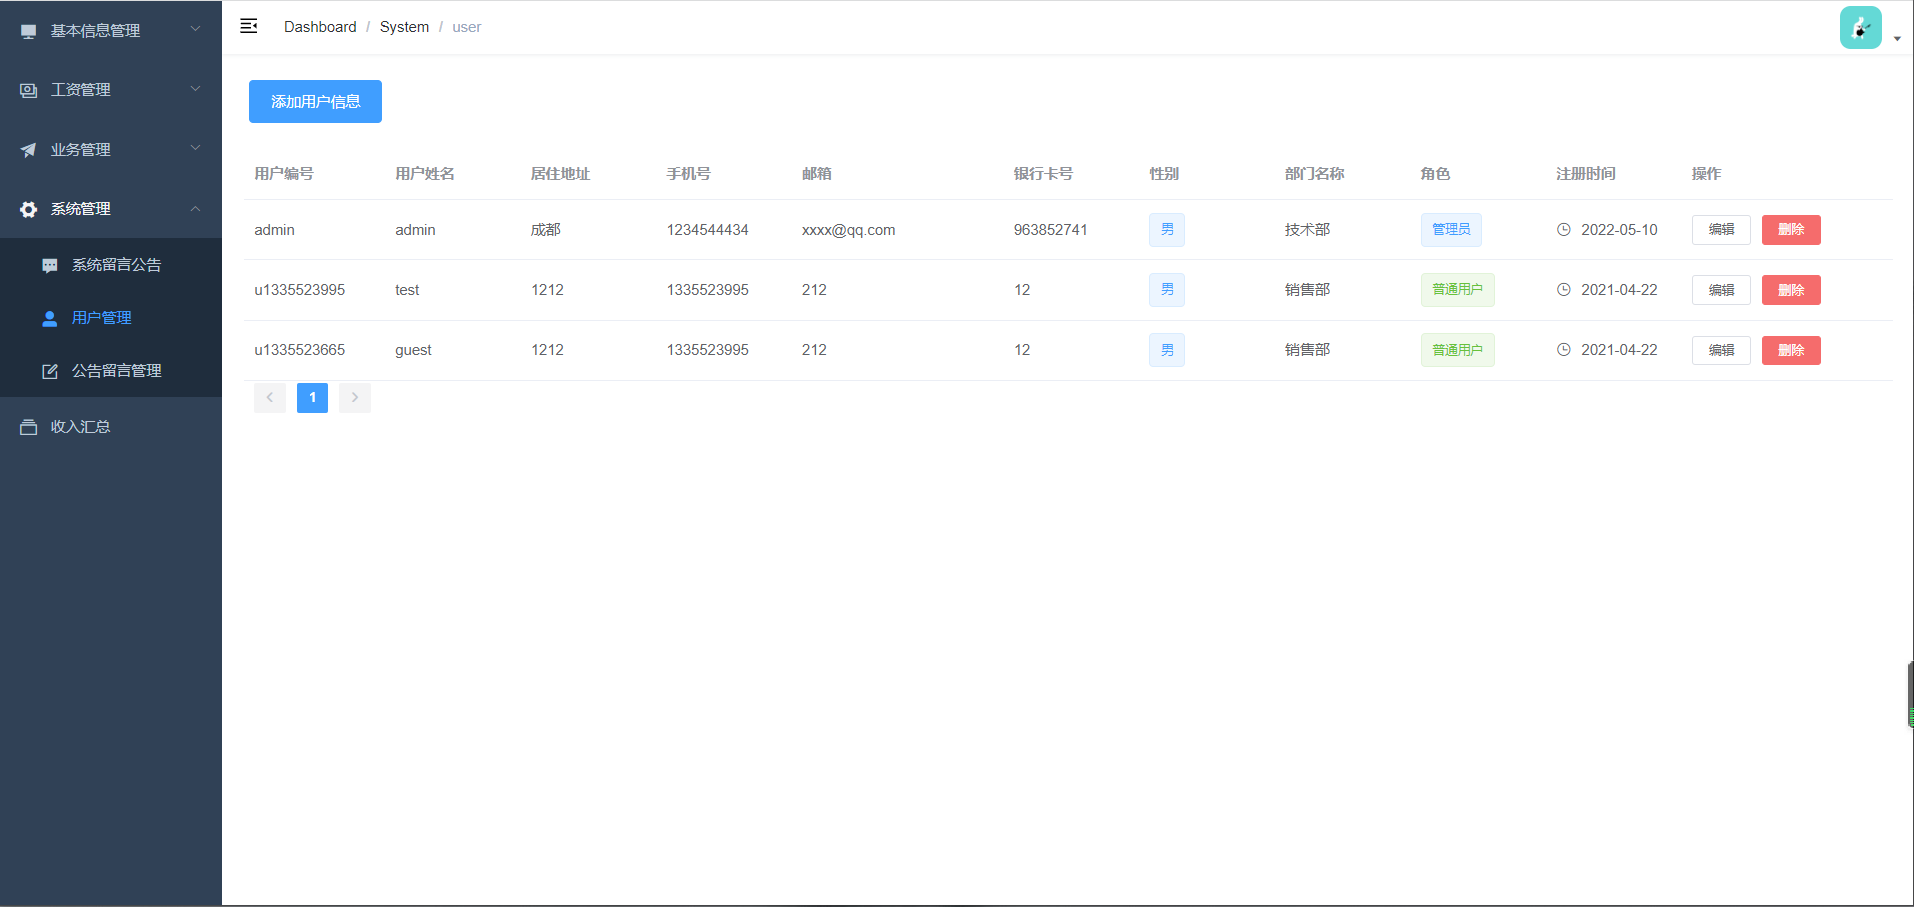 基本信息管理
工资管理
业务管理
系统管理
系统留言公告
用户管理
公告留言管理
收入汇总
Dashboard / System / user
添加用户信息
用户编号 用户姓名 居住地址 手机号 邮箱 银行卡号 性别 部门名称 角色 注册时间 操作
admin admin 成都 1234544434 xxxx@qq.com 963852741 男 技术部 管理员 2022-05-10 编辑 删除
u1335523995 test 1212 1335523995 212 12 男 销售部 普通用户 2021-04-22 编辑 删除
u1335523665 guest 1212 1335523995 212 12 男 销售部 普通用户 2021-04-22 编辑 删除
1